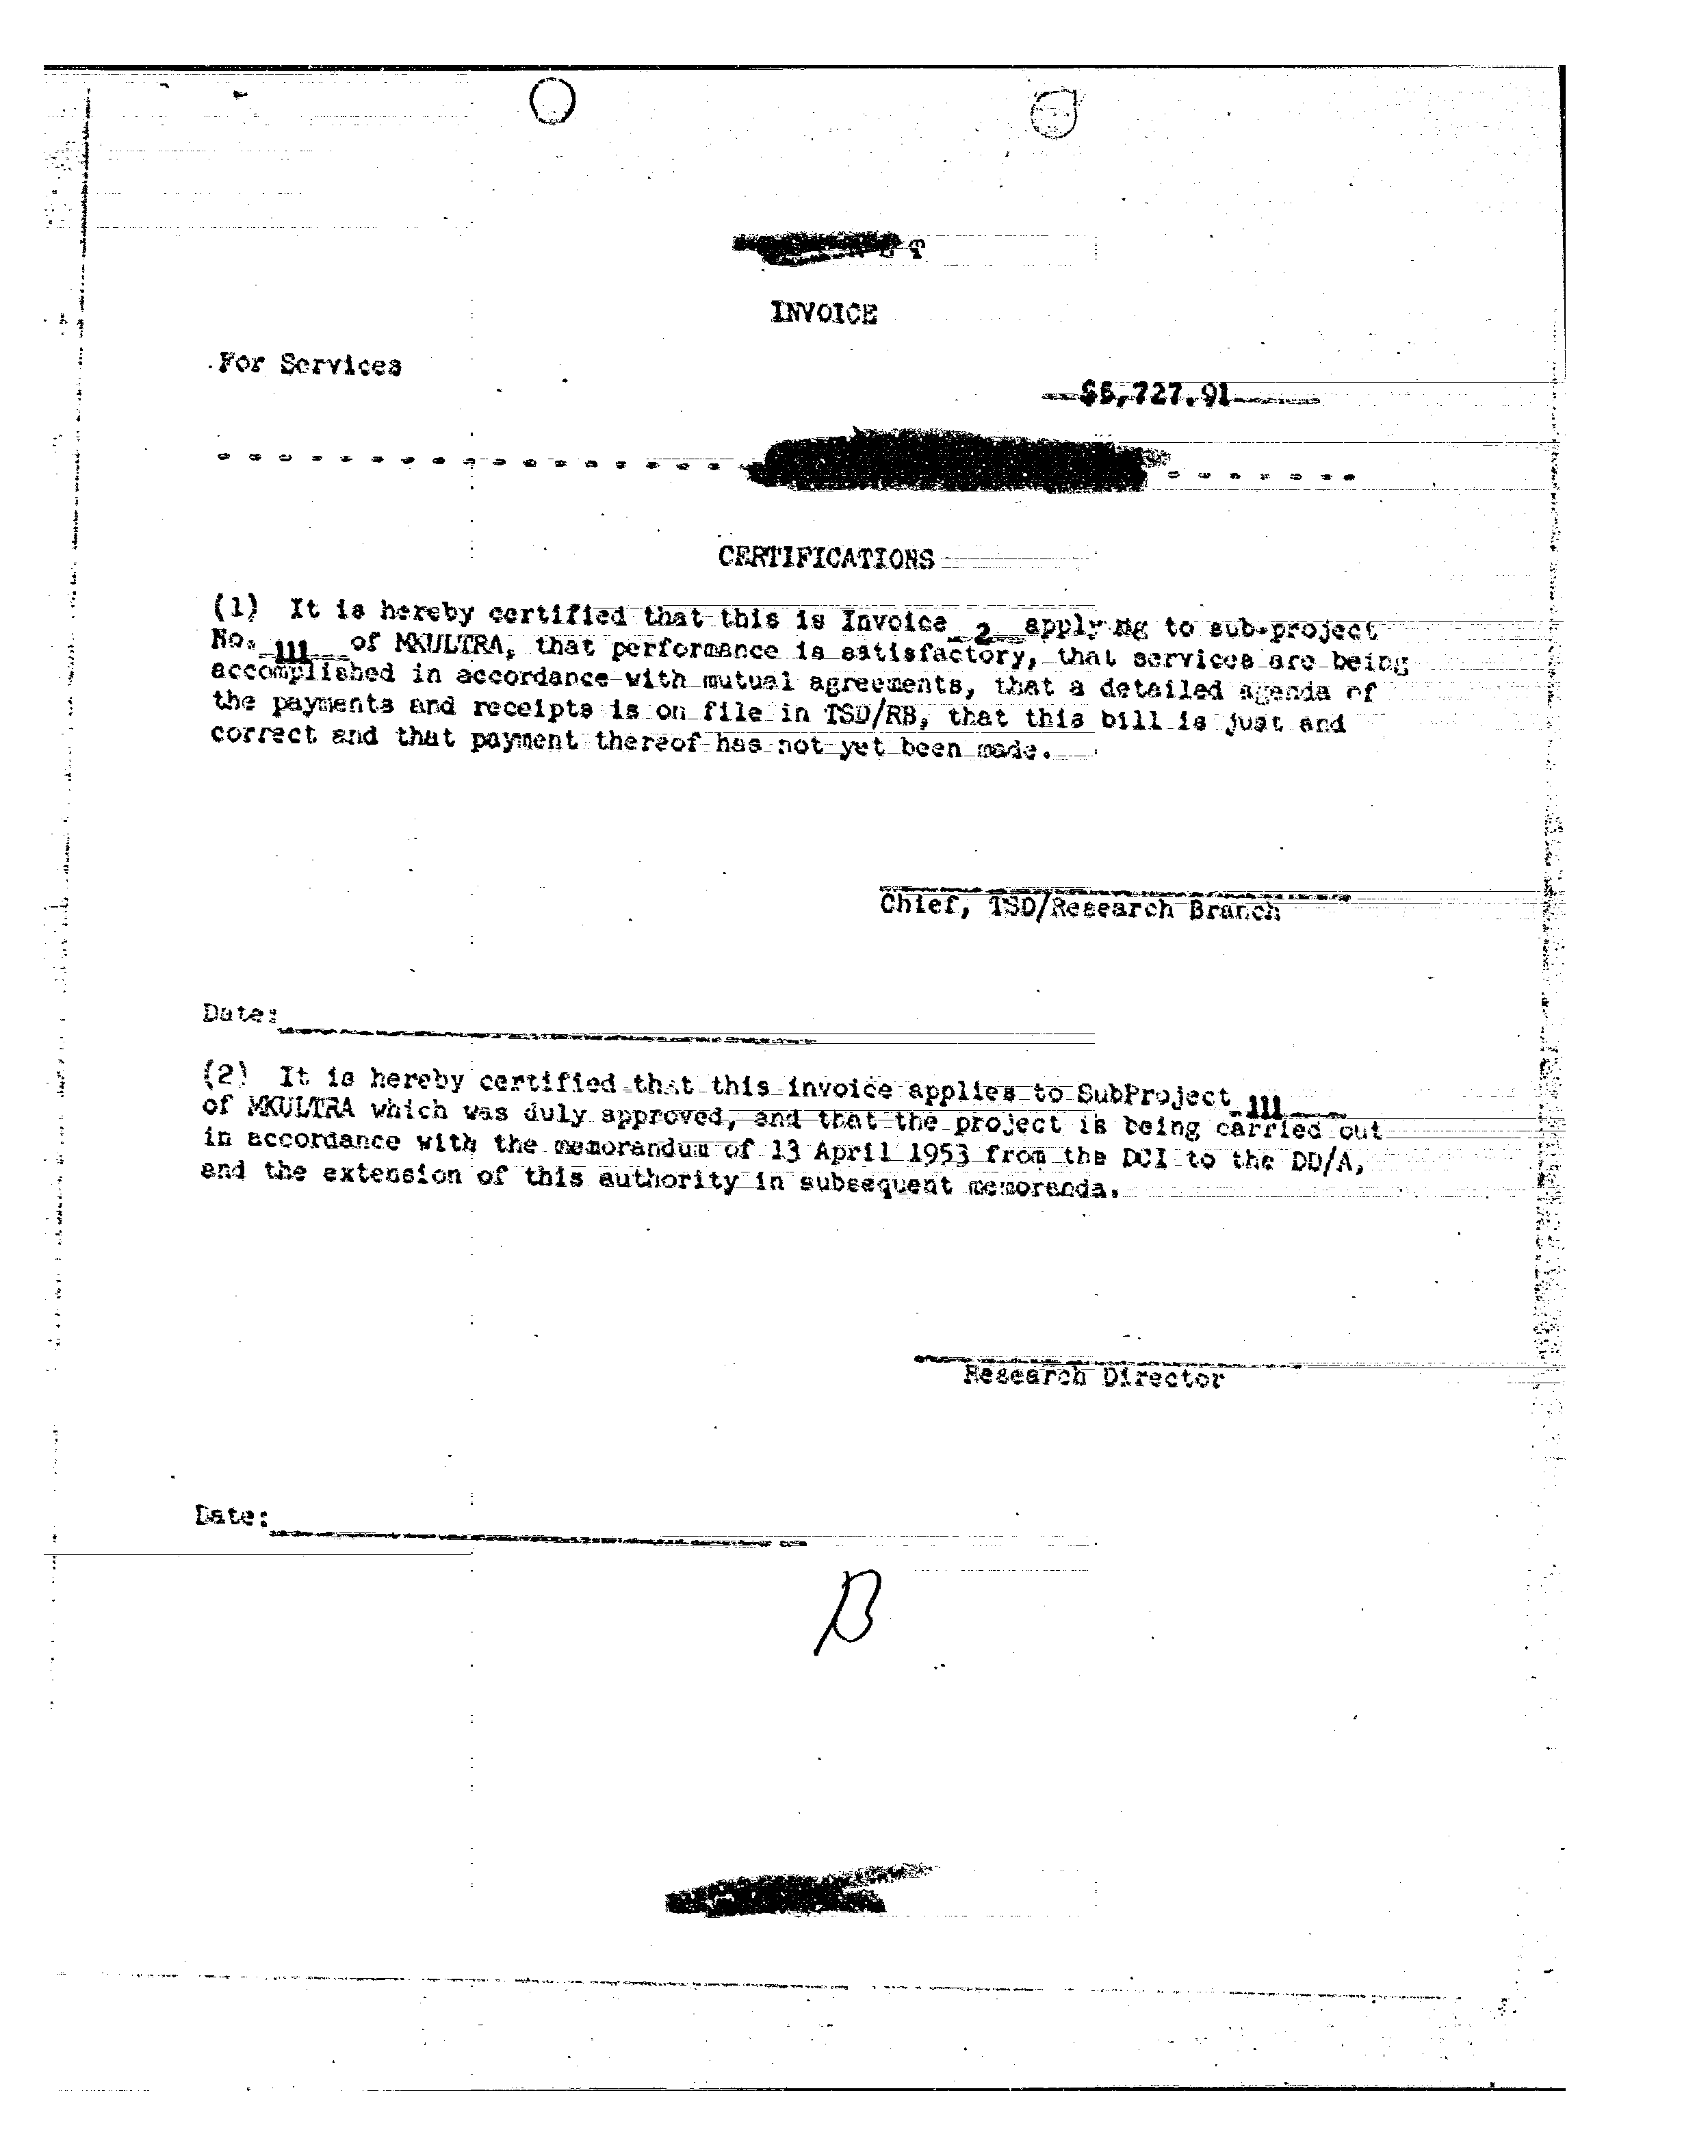 INVOICE
For Services
$5,727.91
CERTIFICATIONS
(1) It is hereby certified that this is Invoice 2 applying to sub-project
No. 111 of MKULTRA, that performance is satisfactory, that services are being
accomplished in accordance with mutual agreements, that a detailed agenda of
the payments and receipts is on file in TSD/RB, that this bill is just and
correct and that payment thereof has not yet been made.
Chief, TSD/Research Branch
Date:
(2) It is hereby certified that this invoice applies to SubProject 111
of MKULTRA which was duly approved, and that the project is being carried out
in accordance with the memorandum of 13 April 1953 from the DCI to the DD/A,
and the extension of this authority in subsequent memoranda.
Research Director
Date:
B